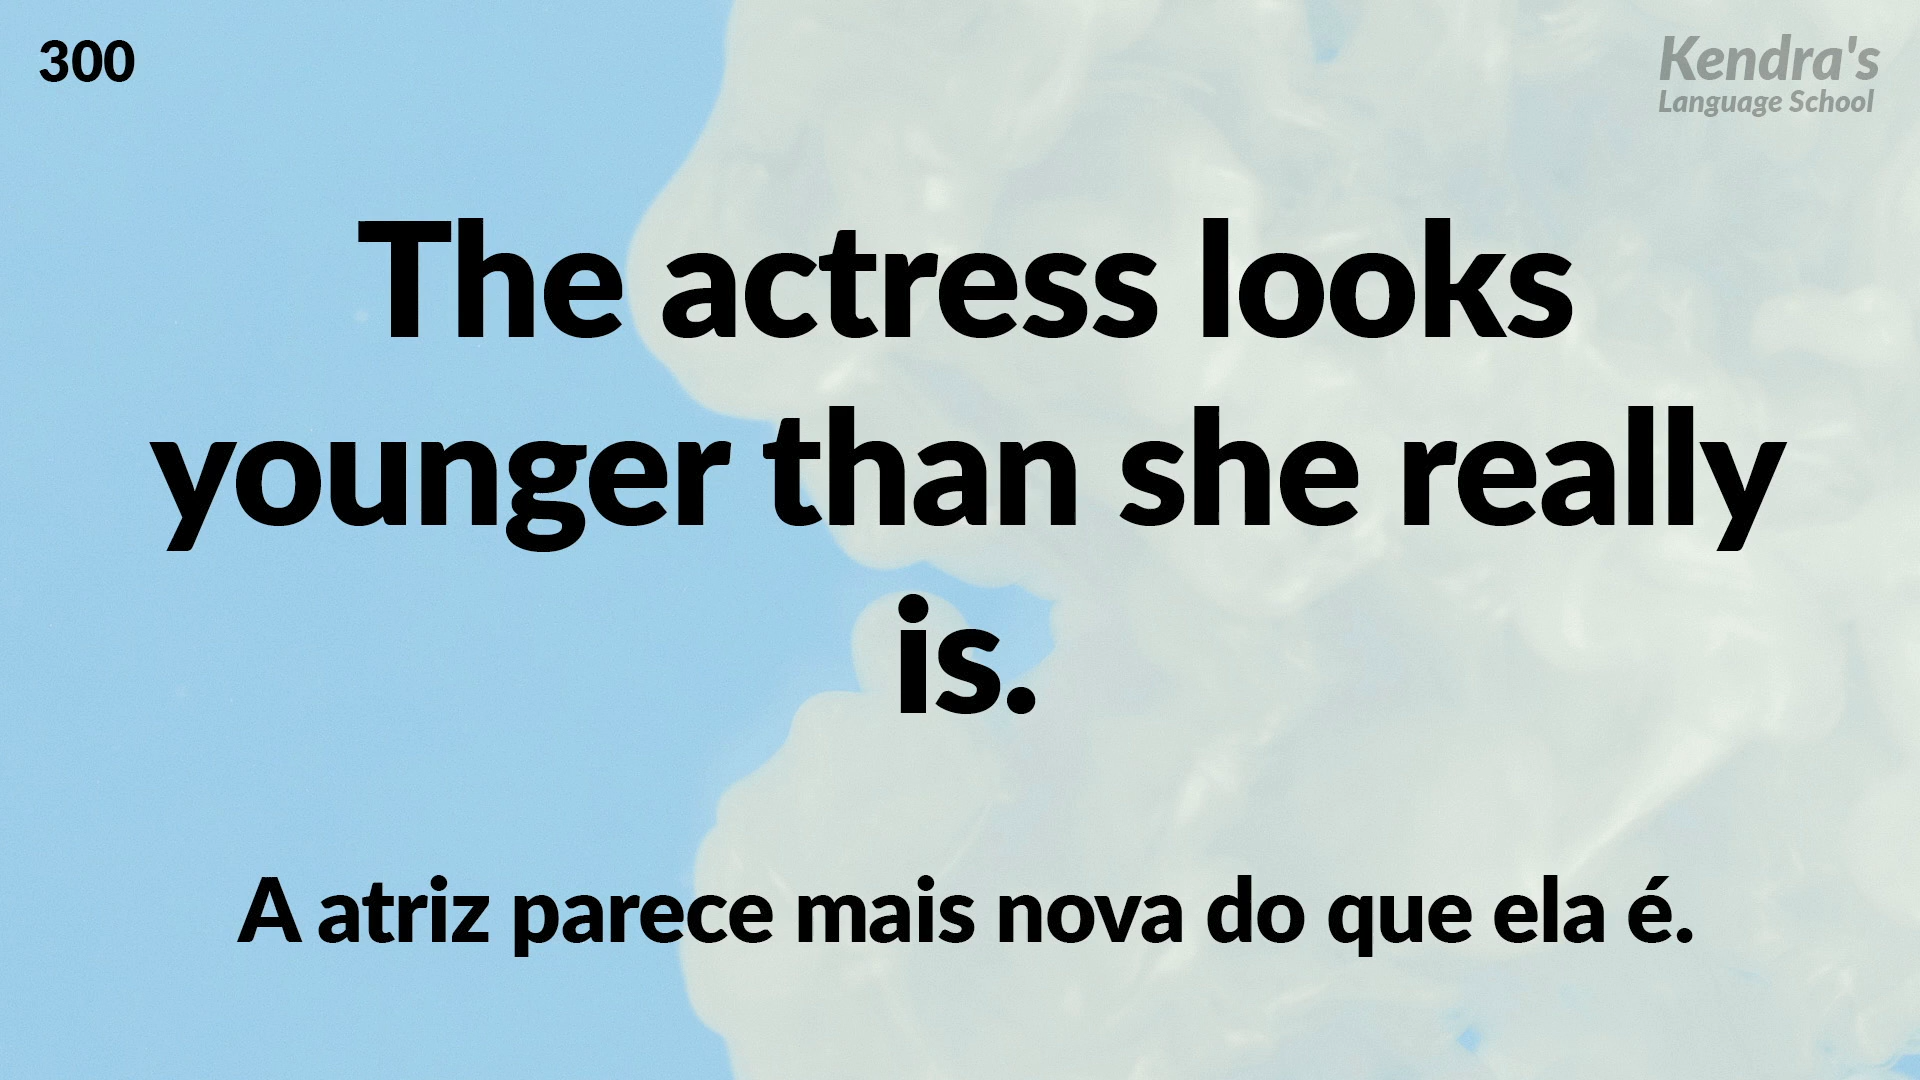 300
Kendra's
Language School
The actress looks
younger than she really
is.
A atriz parece mais nova do que ela é.